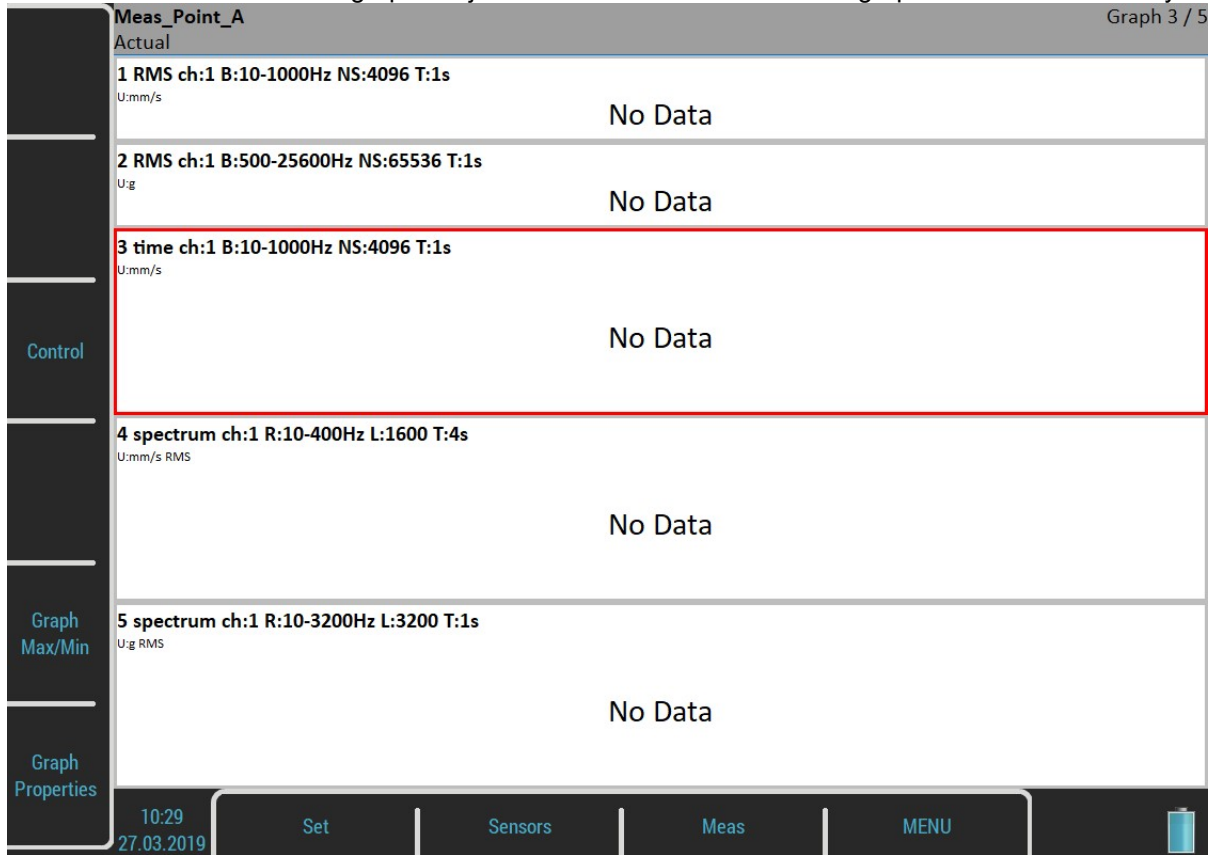 Meas_Point_A
Graph 3 / 5
Actual
1 RMS ch:1 B:10-1000Hz NS:4096 T:1s
U:mm/s
No Data
2 RMS ch:1 B:500-25600Hz NS:65536 T:1s
U:g
No Data
3 time ch:1 B:10-1000Hz NS:4096 T:1s
U:mm/s
No Data
4 spectrum ch:1 R:10-400Hz L:1600 T:4s
U:mm/s RMS
No Data
5 spectrum ch:1 R:10-3200Hz L:3200 T:1s
U:g RMS
No Data
Control
Graph
Max/Min
Graph
Properties
10:29
27.03.2019
Set
Sensors
Meas
MENU